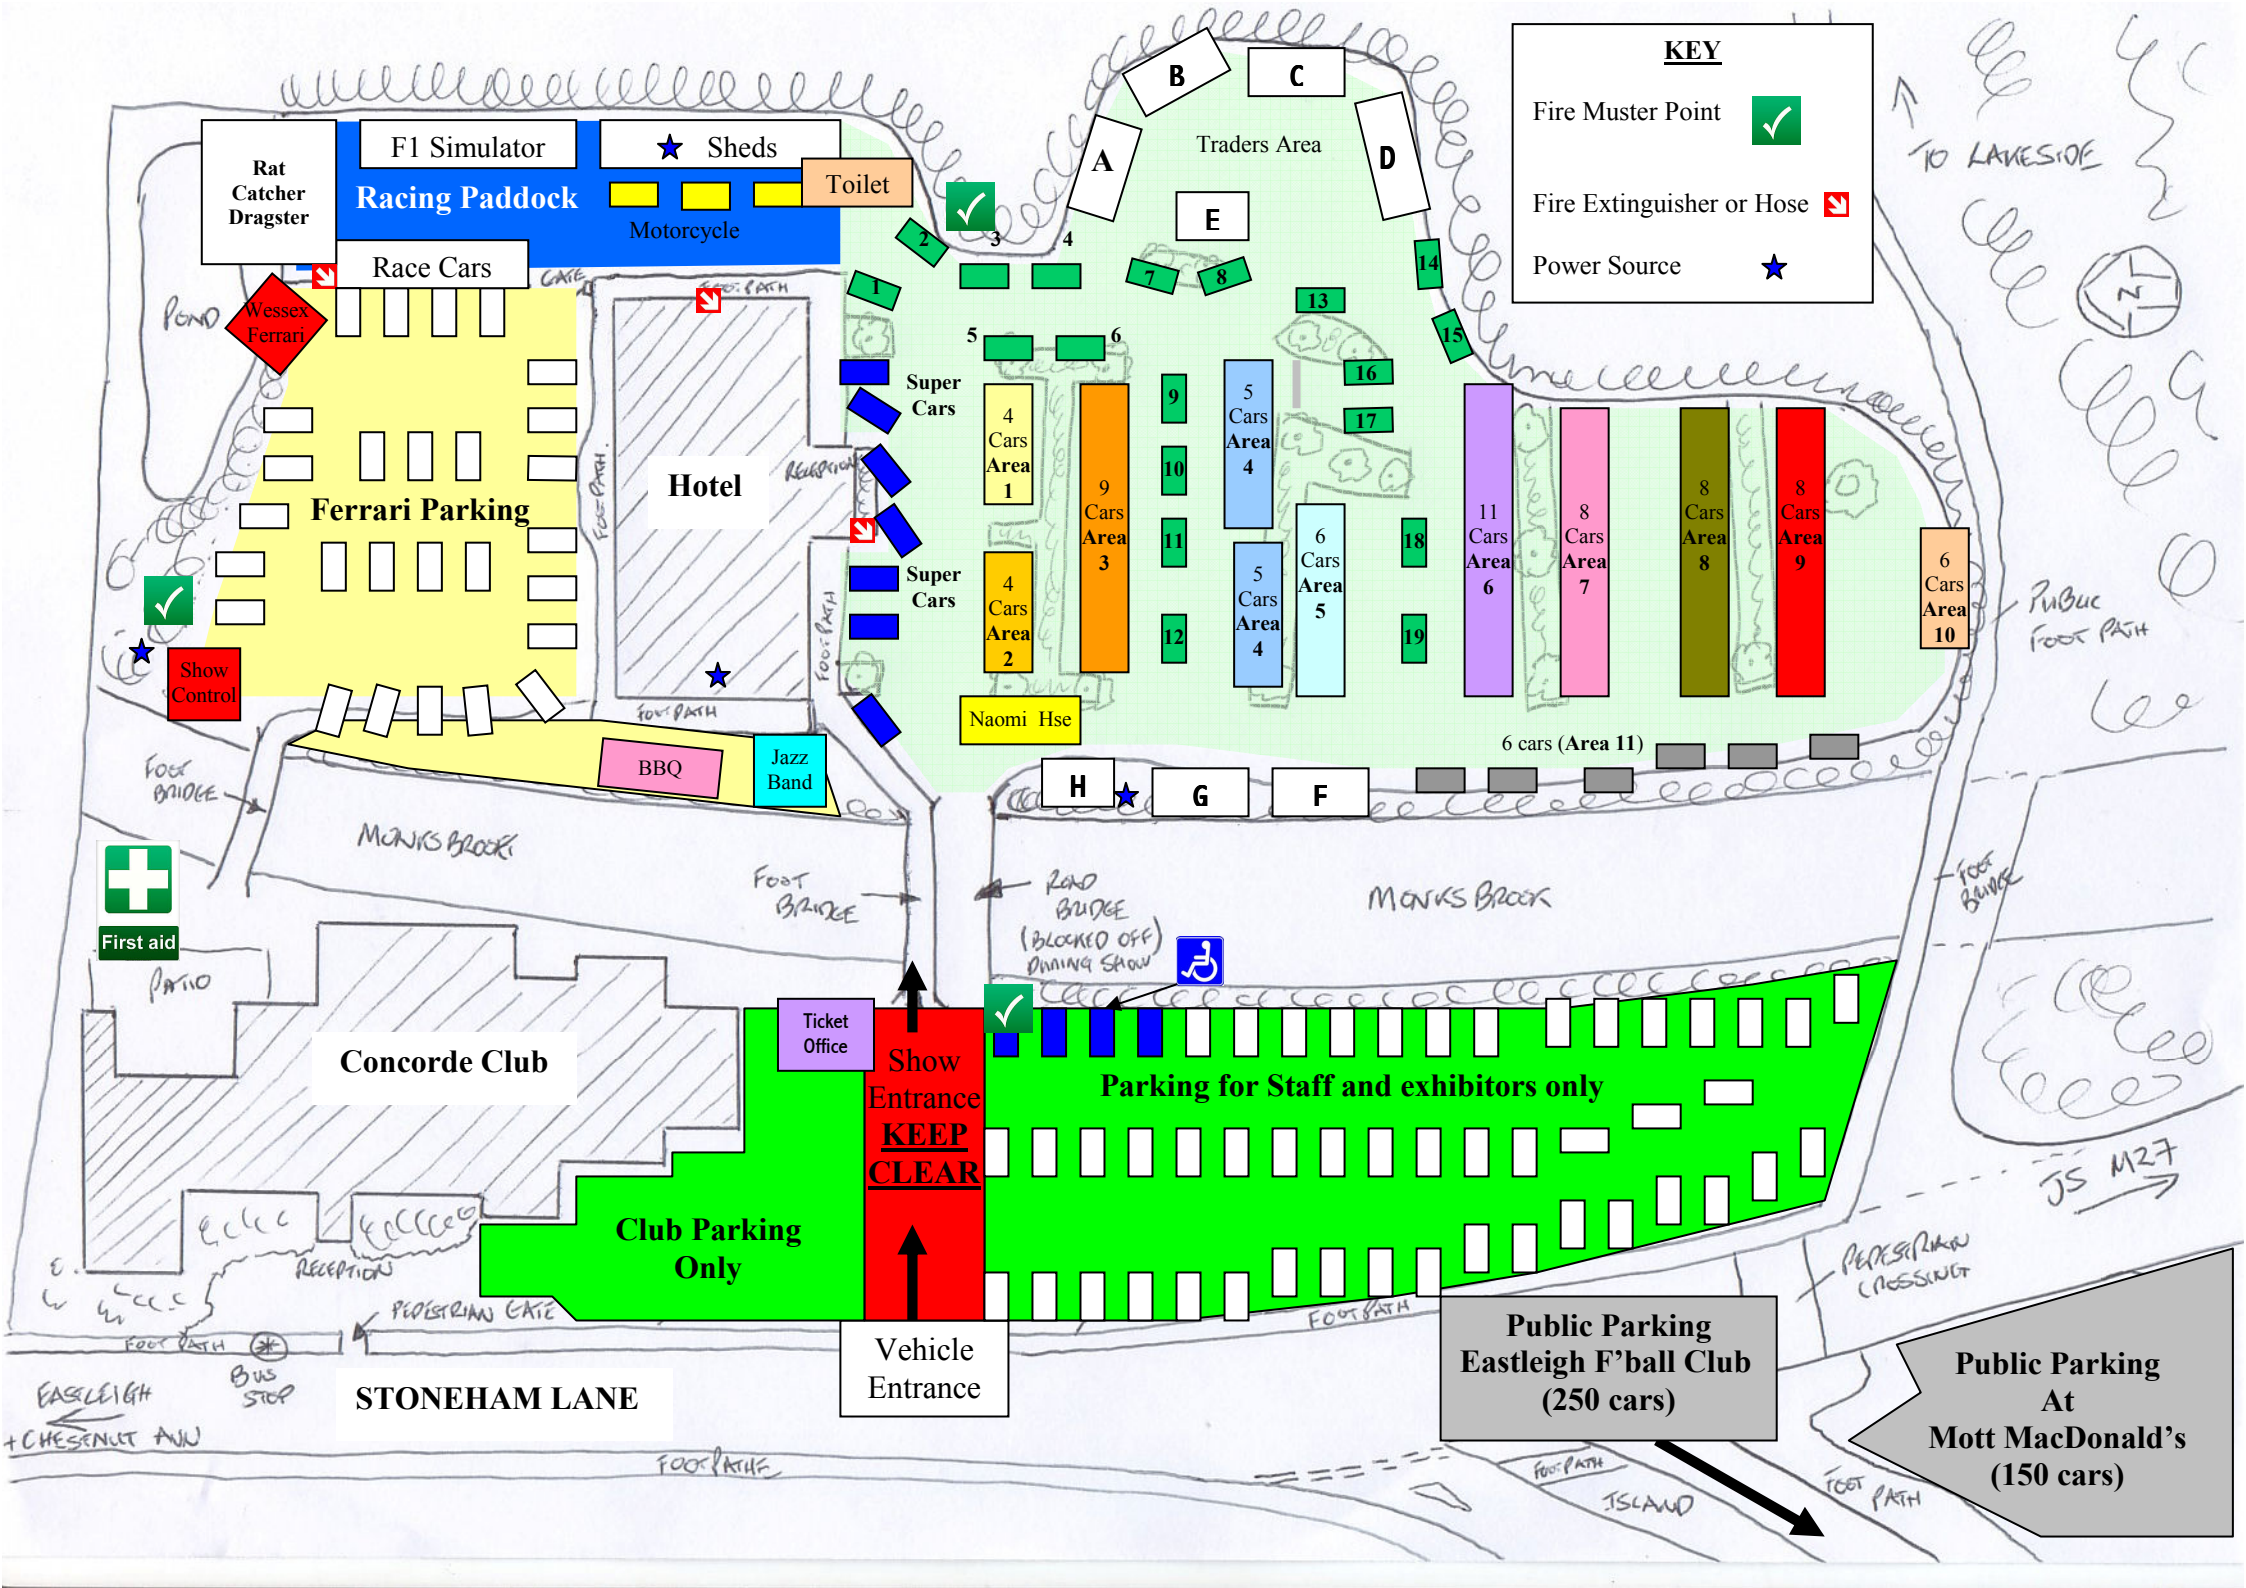 KEY
Fire Muster Point
Fire Extinguisher or Hose
Power Source
TO LAKESIDE
N
B
C
A
D
Traders Area
E
Rat
Catcher
Dragster
F1 Simulator
Sheds
Racing Paddock
Toilet
Motorcycle
Race Cars
GATE
FOOTPATH
POND
Wessex
Ferrari
1
2
3
4
5
6
7
8
13
14
15
16
17
9
10
11
12
18
19
Super
Cars
Super
Cars
Hotel
RECEPTION
FOOTPATH
FOOTPATH
FOOTPATH
Ferrari Parking
Show
Control
4
Cars
Area
1
4
Cars
Area
2
9
Cars
Area
3
5
Cars
Area
4
5
Cars
Area
4
6
Cars
Area
5
11
Cars
Area
6
8
Cars
Area
7
8
Cars
Area
8
8
Cars
Area
9
6
Cars
Area
10
PUBLIC
FOOT PATH
Naomi Hse
6 cars (Area 11)
BBQ
Jazz
Band
H
G
F
FOOT
BRIDGE
MONKS BROOK
FOOT
BRIDGE
ROAD
BRIDGE
(BLOCKED OFF)
DURING SHOW
MONKS BROOK
FOOT
BRIDGE
First aid
PATIO
Concorde Club
RECEPTION
Ticket
Office
Show
Entrance
KEEP
CLEAR
Parking for Staff and exhibitors only
Club Parking
Only
J5 M27
PEDESTRIAN
CROSSING
PEDESTRIAN GATE
FOOTPATH
FOOT PATH
BUS
STOP
Vehicle
Entrance
STONEHAM LANE
EASTLEIGH
+ CHESTNUT AVN
FOOTPATHE
Public Parking
Eastleigh F'ball Club
(250 cars)
Public Parking
At
Mott MacDonald's
(150 cars)
FOOTPATH
ISLAND
FOOT PATH